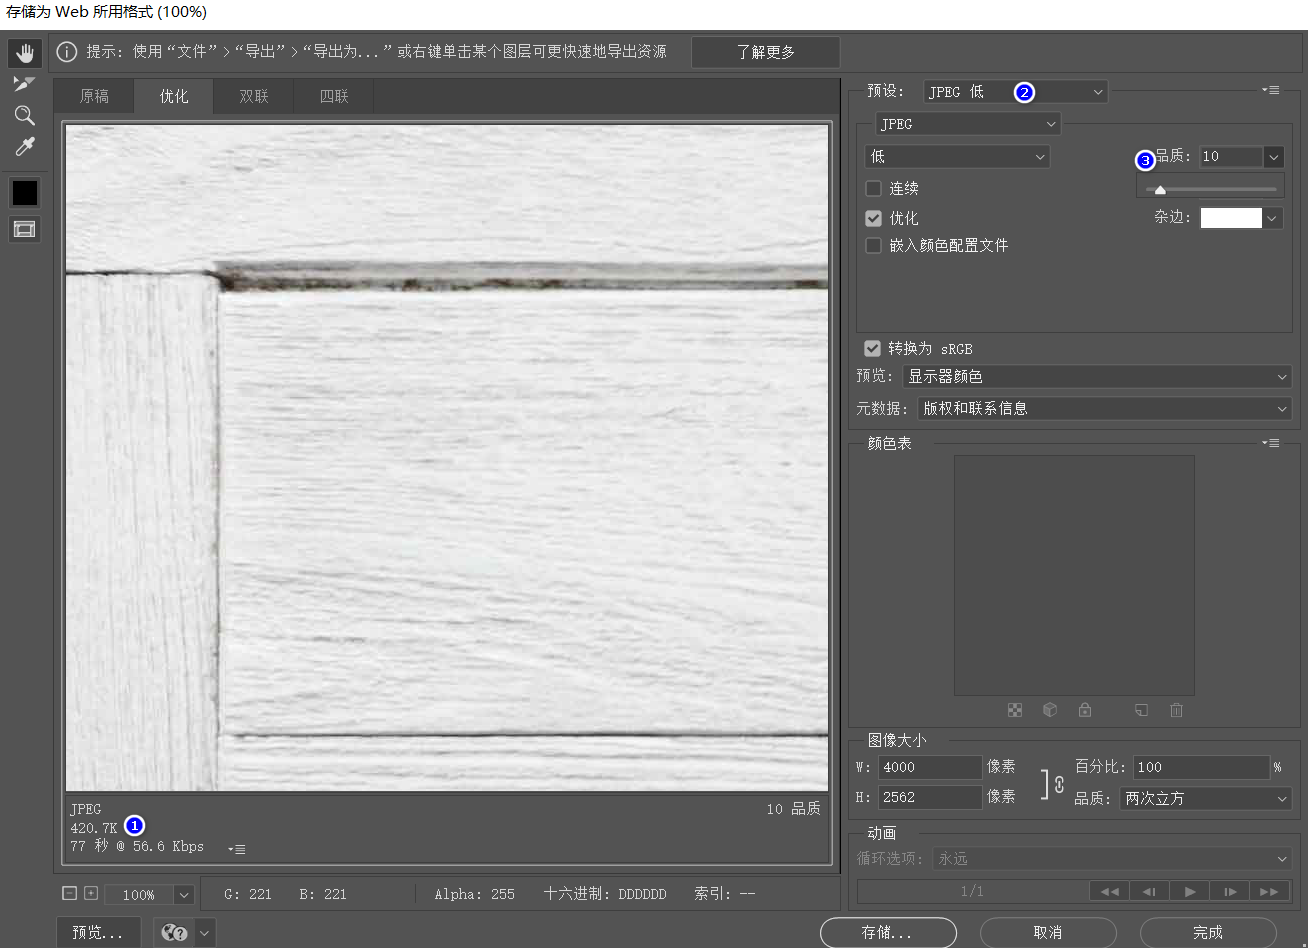 存储为 Web 所用格式 (100%)
提示: 使用“文件”>“导出”>“导出为...”或右键单击某个图层可更快速地导出资源
了解更多
原稿 优化 双联 四联
预设: JPEG 低 2
JPEG
低
3 品质: 10
连续
优化
杂边:
嵌入颜色配置文件
转换为 sRGB
预览: 显示器颜色
元数据: 版权和联系信息
颜色表
图像大小
W: 4000 像素
百分比: 100 %
H: 2562 像素
品质: 两次立方
JPEG
10 品质
420.7K 1
77 秒 @ 56.6 Kbps
动画
循环选项: 永远
1/1
100%
G: 221 B: 221 Alpha: 255 十六进制: DDDDDD 索引: --
预览...
存储... 取消 完成